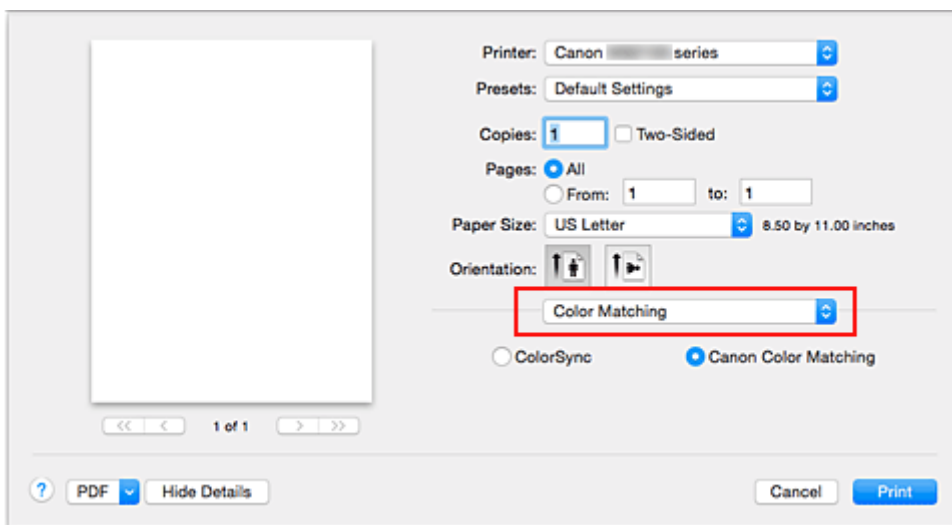 Printer: Canon series
Presets: Default Settings
Copies: 1 Two-Sided
Pages: All
From: 1 to: 1
Paper Size: US Letter 8.50 by 11.00 inches
Orientation:
Color Matching
ColorSync Canon Color Matching
<< < 1 of 1 > >>
? PDF Hide Details Cancel Print